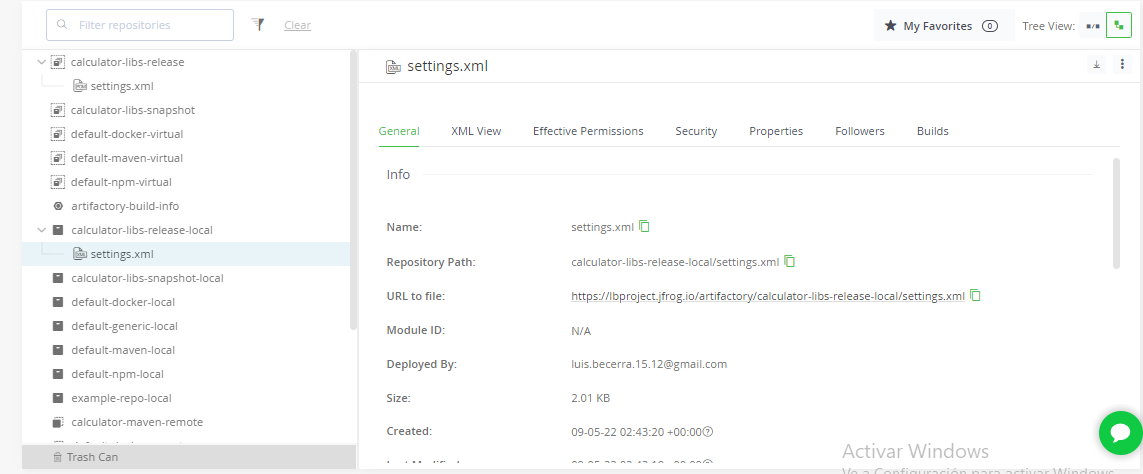 Filter repositories
Clear
My Favorites 0
Tree View:
calculator-libs-release
settings.xml
calculator-libs-snapshot
default-docker-virtual
default-maven-virtual
default-npm-virtual
artifactory-build-info
calculator-libs-release-local
settings.xml
calculator-libs-snapshot-local
default-docker-local
default-generic-local
default-maven-local
default-npm-local
example-repo-local
calculator-maven-remote
Trash Can
settings.xml
General XML View Effective Permissions Security Properties Followers Builds
Info
Name: settings.xml
Repository Path: calculator-libs-release-local/settings.xml
URL to file: https://lbproject.jfrog.io/artifactory/calculator-libs-release-local/settings.xml
Module ID: N/A
Deployed By: luis.becerra.15.12@gmail.com
Size: 2.01 KB
Created: 09-05-22 02:43:20 +00:00
Activar Windows
Ve a Configuración para activar Windows